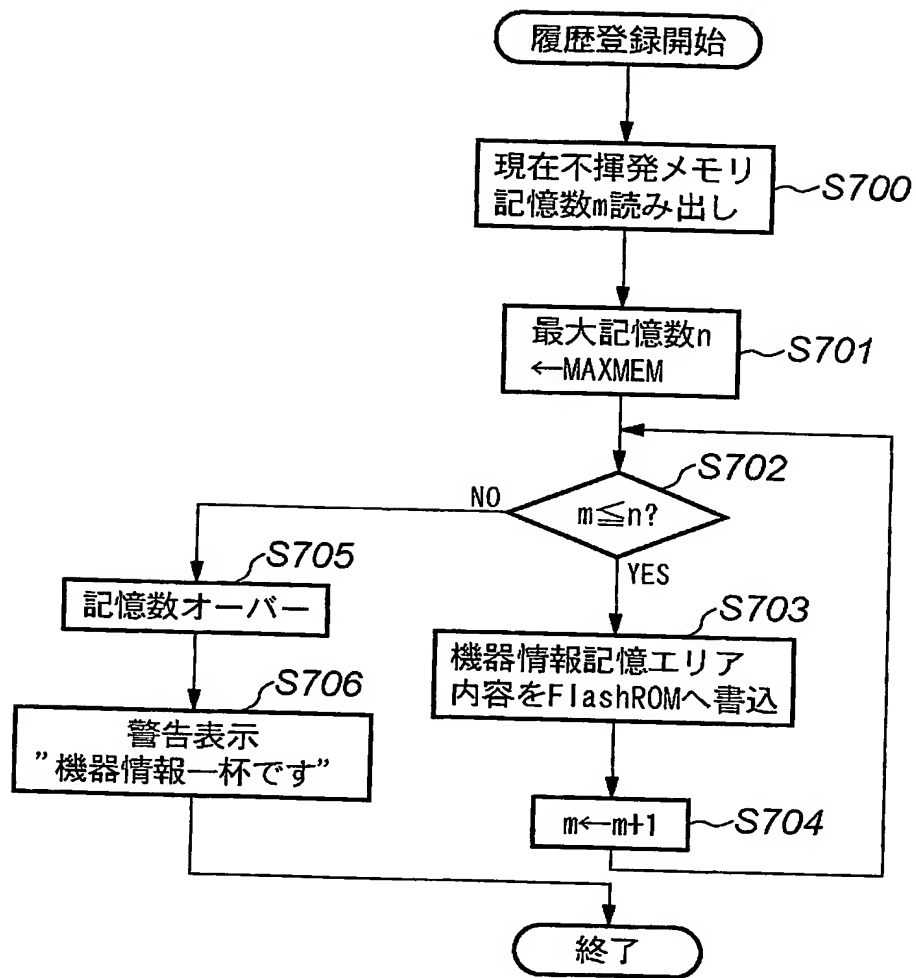 履歴登録開始
現在不揮発メモリ
記憶数m読み出し
S700
最大記憶数n
←MAXMEM
S701
S702
m≦n?
NO
YES
S705
記憶数オーバー
S703
機器情報記憶エリア
内容をFlashROMへ書込
S706
警告表示
”機器情報一杯です”
m←m+1
S704
終了